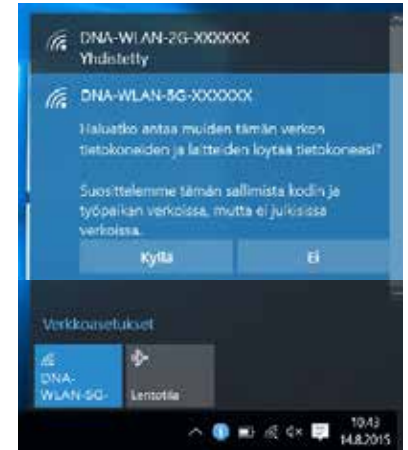 DNA-WLAN-2G-XXXXXX
Yhdistetty
DNA-WLAN-5G-XXXXXX
Haluatko antaa muiden tämän verkon
tietokoneiden ja laitteiden löytää tietokoneesi?
Suosittelemme tämän sallimista kodin ja
työpaikan verkoissa, mutta ei julkisissa
verkoissa.
Kyllä
Ei
Verkkoasetukset
DNA-
WLAN-5G-
Lentotila
10.43
14.8.2015